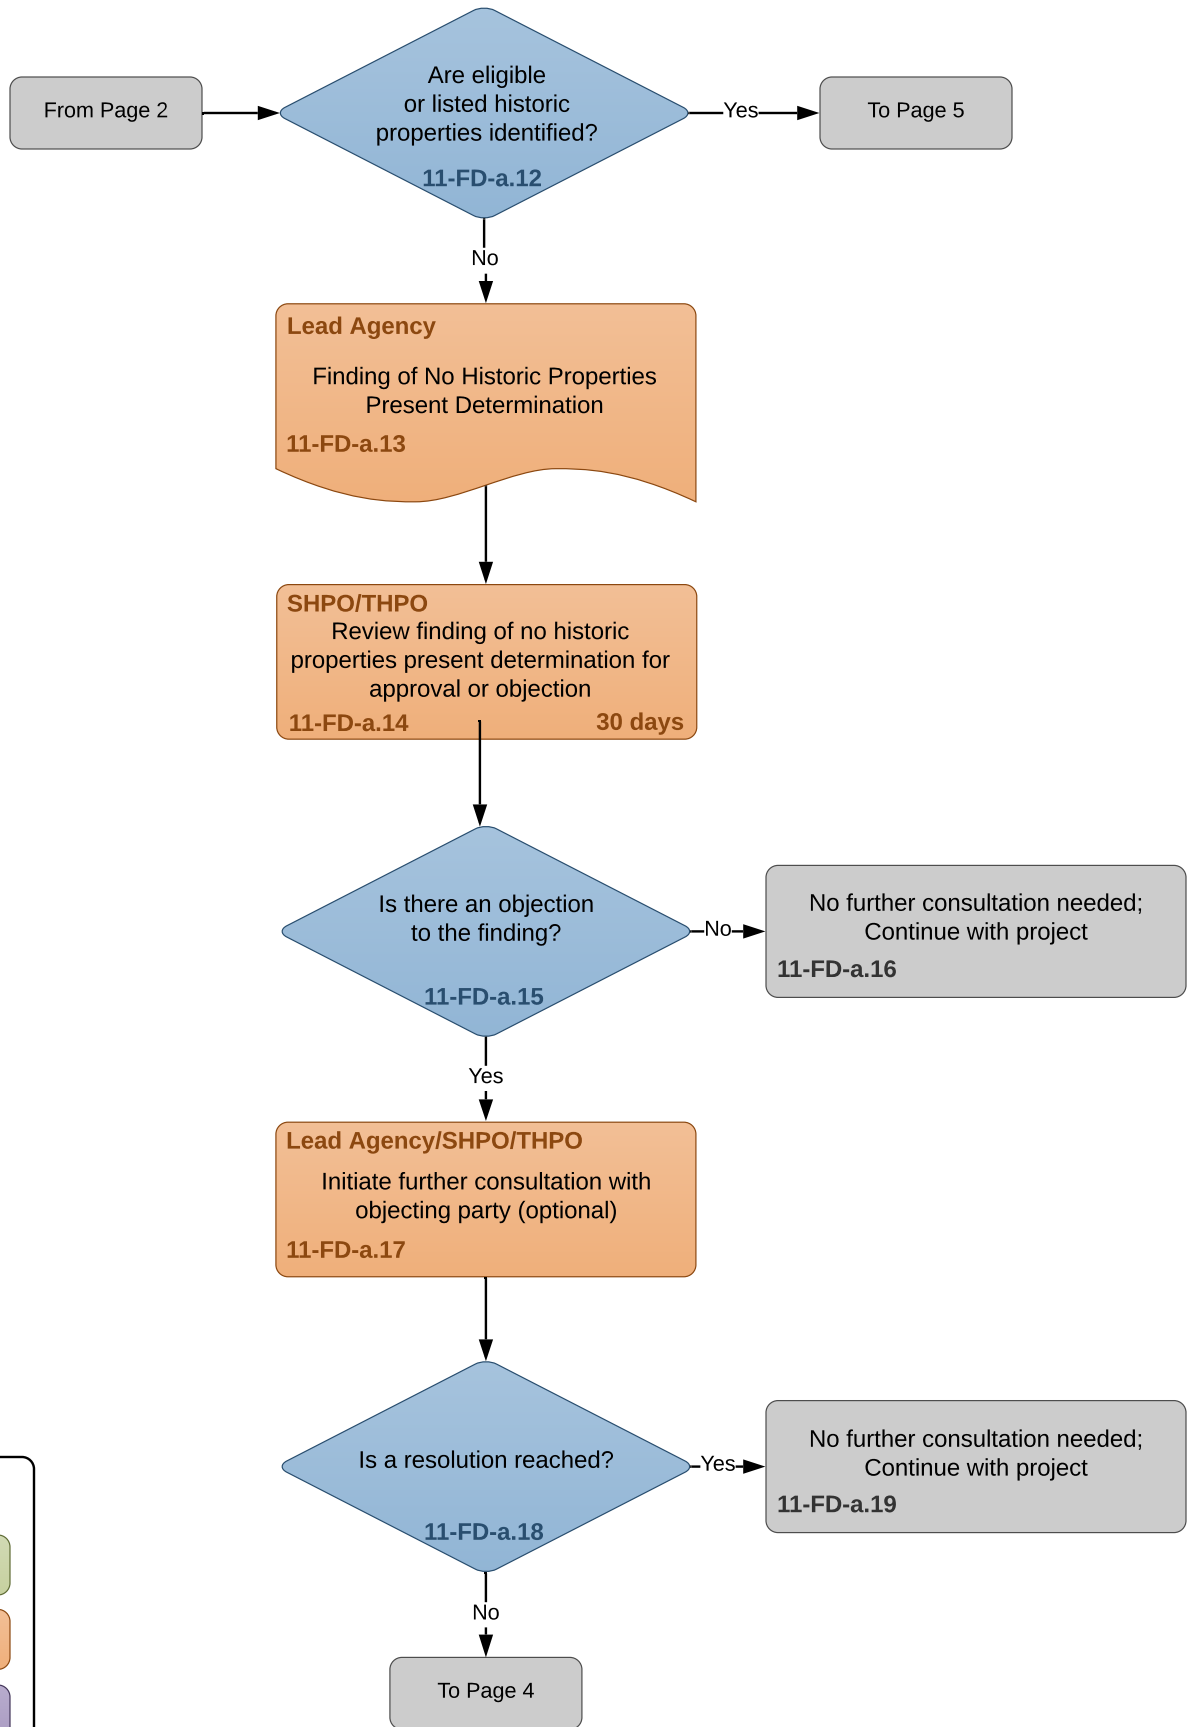 Are eligible
or listed historic
properties identified?
11-FD-a.12
From Page 2
Yes
To Page 5
No
Lead Agency
Finding of No Historic Properties
Present Determination
11-FD-a.13
SHPO/THPO
Review finding of no historic
properties present determination for
approval or objection
11-FD-a.14
30 days
Is there an objection
to the finding?
11-FD-a.15
No
No further consultation needed;
Continue with project
11-FD-a.16
Yes
Lead Agency/SHPO/THPO
Initiate further consultation with
objecting party (optional)
11-FD-a.17
Is a resolution reached?
11-FD-a.18
Yes
No further consultation needed;
Continue with project
11-FD-a.19
No
To Page 4